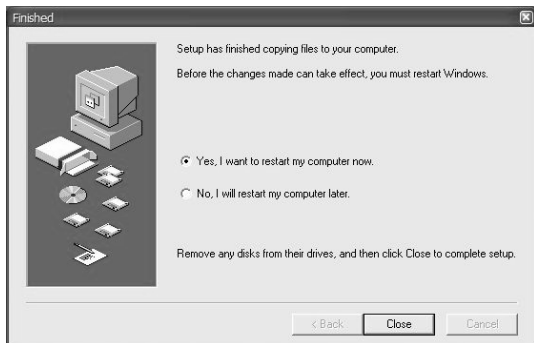 Finished
Setup has finished copying files to your computer.
Before the changes made can take effect, you must restart Windows.
Yes, I want to restart my computer now.
No, I will restart my computer later.
Remove any disks from their drives, and then click Close to complete setup.
< Back
Close
Cancel